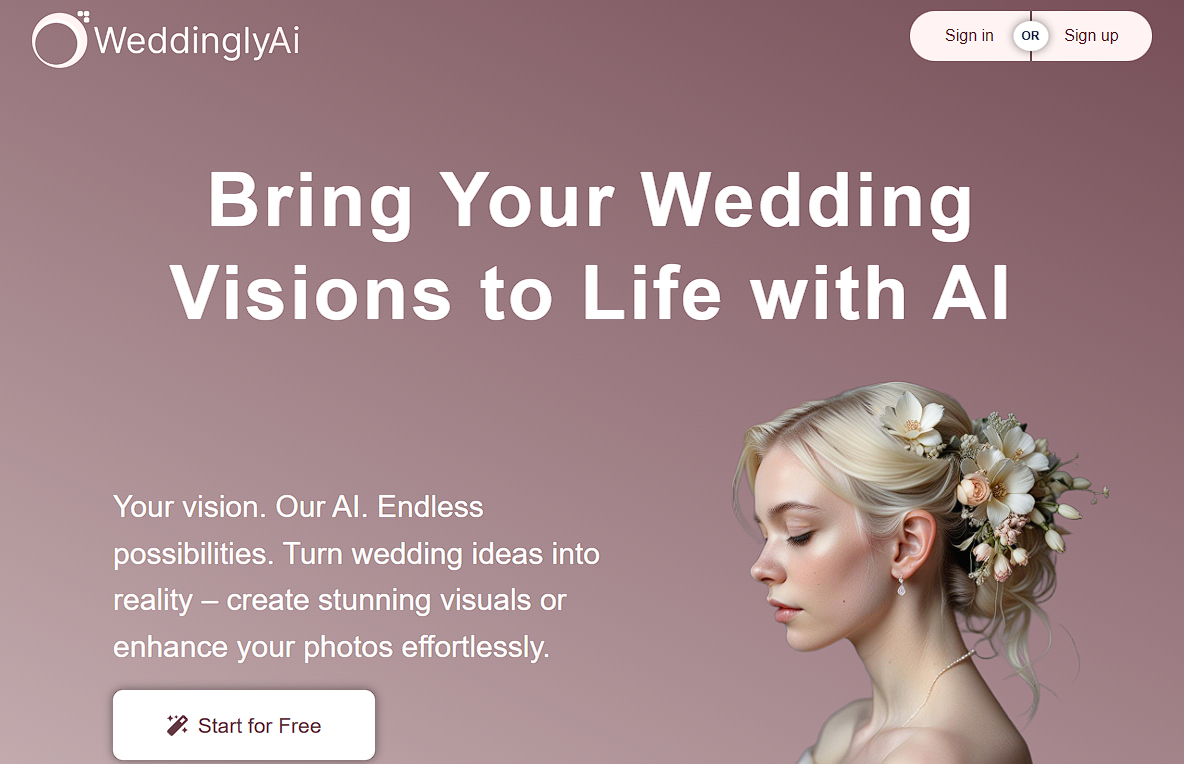 WeddinglyAi
Sign in OR Sign up
Bring Your Wedding
Visions to Life with AI
Your vision. Our AI. Endless
possibilities. Turn wedding ideas into
reality – create stunning visuals or
enhance your photos effortlessly.
Start for Free